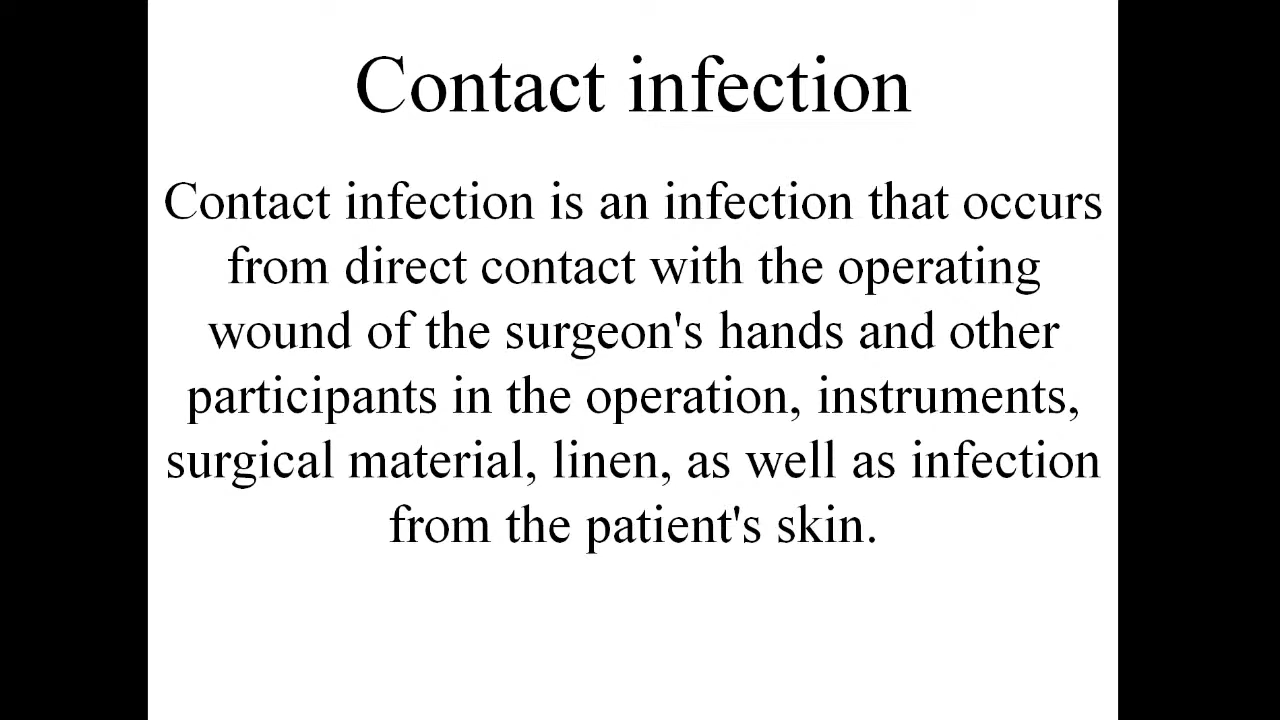 Contact infection
Contact infection is an infection that occurs
from direct contact with the operating
wound of the surgeon's hands and other
participants in the operation, instruments,
surgical material, linen, as well as infection
from the patient's skin.